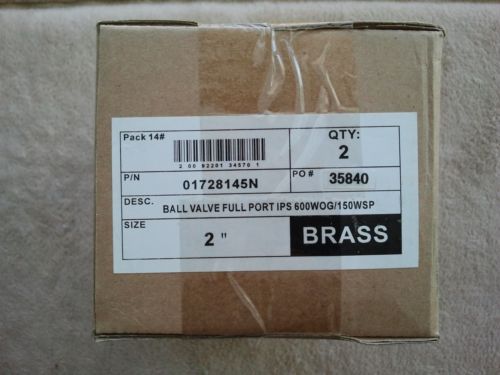 Pack 14#
QTY:
2
2 00 92201 34570 1
P/N 01728145N
PO # 35840
DESC. BALL VALVE FULL PORT IPS 600WOG/150WSP
SIZE
2 "
BRASS